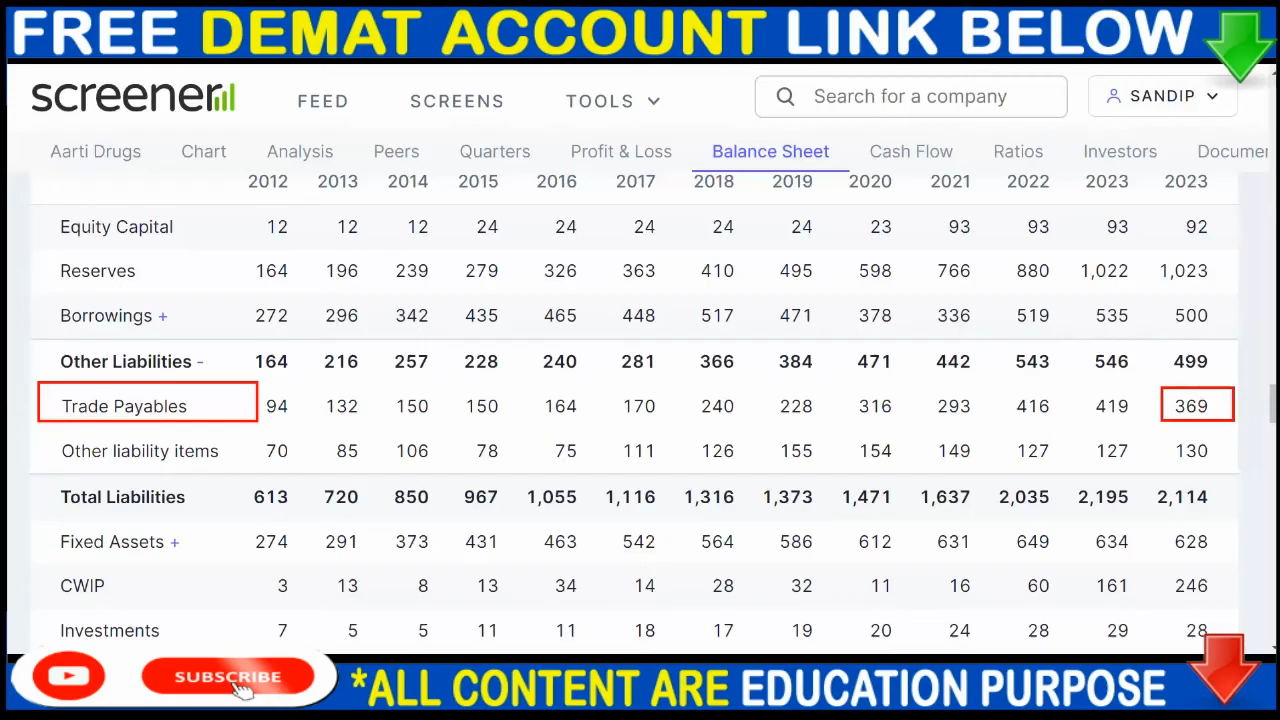 FREE DEMAT ACCOUNT LINK BELOW
screener FEED SCREENS TOOLS Search for a company SANDIP
Aarti Drugs Chart Analysis Peers Quarters Profit & Loss Balance Sheet Cash Flow Ratios Investors Documen
2012 2013 2014 2015 2016 2017 2018 2019 2020 2021 2022 2023 2023
Equity Capital 12 12 12 24 24 24 24 24 23 93 93 93 92
Reserves 164 196 239 279 326 363 410 495 598 766 880 1,022 1,023
Borrowings + 272 296 342 435 465 448 517 471 378 336 519 535 500
Other Liabilities - 164 216 257 228 240 281 366 384 471 442 543 546 499
Trade Payables 94 132 150 150 164 170 240 228 316 293 416 419 369
Other liability items 70 85 106 78 75 111 126 155 154 149 127 127 130
Total Liabilities 613 720 850 967 1,055 1,116 1,316 1,373 1,471 1,637 2,035 2,195 2,114
Fixed Assets + 274 291 373 431 463 542 564 586 612 631 649 634 628
CWIP 3 13 8 13 34 14 28 32 11 16 60 161 246
Investments 7 5 5 11 11 18 17 19 20 24 28 29 28
SUBSCRIBE *ALL CONTENT ARE EDUCATION PURPOSE